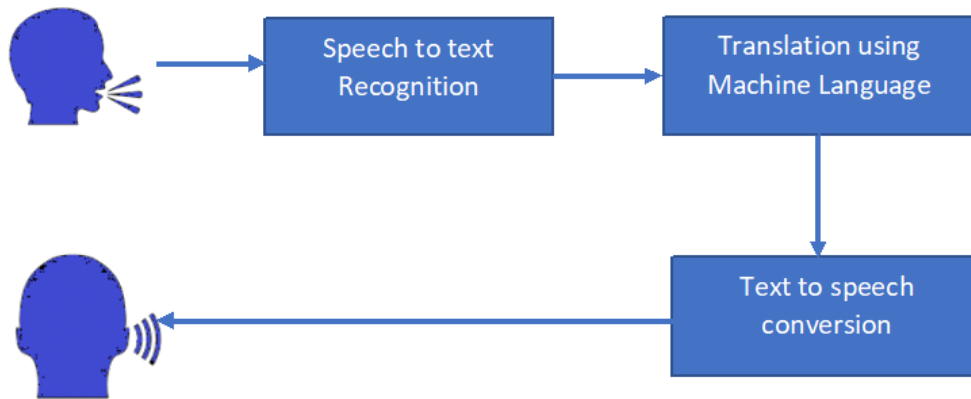 Speech to text
Recognition
Translation using
Machine Language
Text to speech
conversion